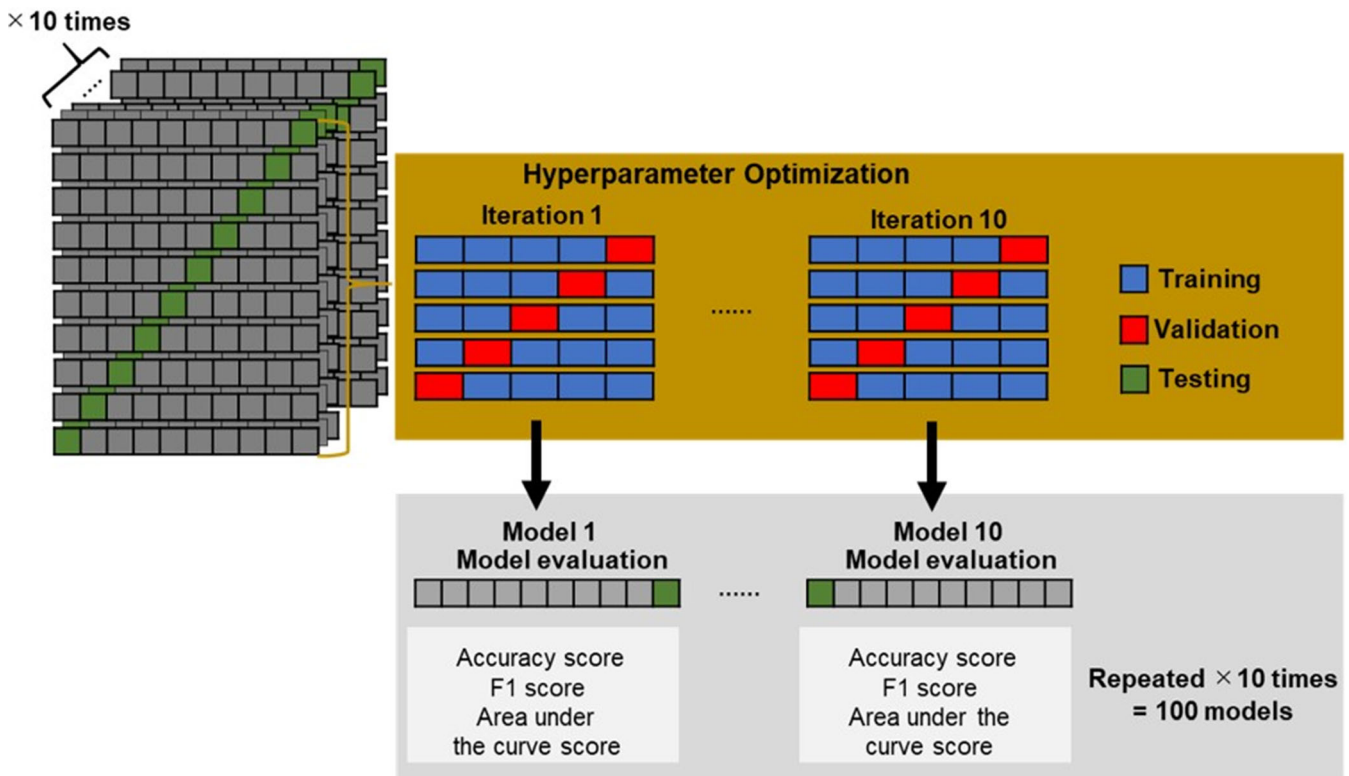 × 10 times
......
Hyperparameter Optimization
Iteration 1
Iteration 10
......
Training
Validation
Testing
Model 1
Model evaluation
Model 10
Model evaluation
......
Accuracy score
F1 score
Area under
the curve score
Accuracy score
F1 score
Area under the
curve score
Repeated × 10 times
= 100 models